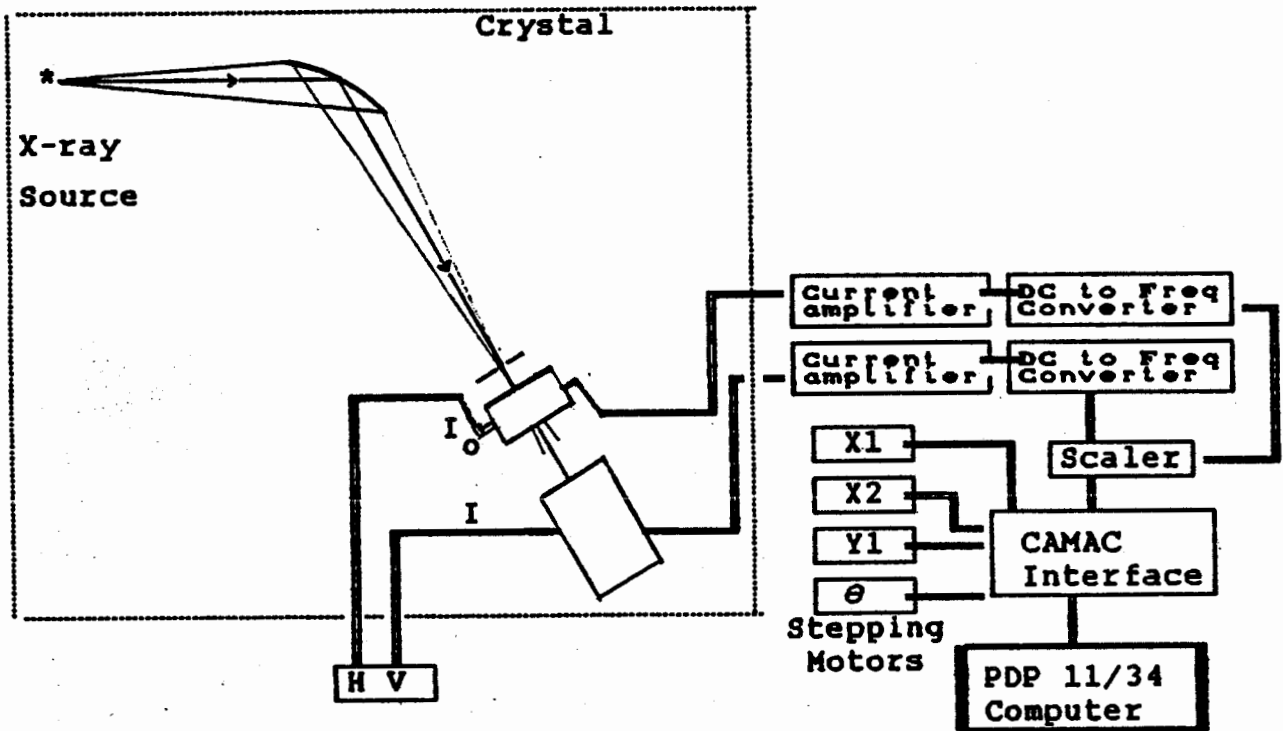 Crystal
*
X-ray
Source
Current
amplifier
DC to Freq
Converter
Current
amplifier
DC to Freq
Converter
Io
I
X1
X2
Y1
θ
Stepping
Motors
Scaler
CAMAC
Interface
H V
PDP 11/34
Computer